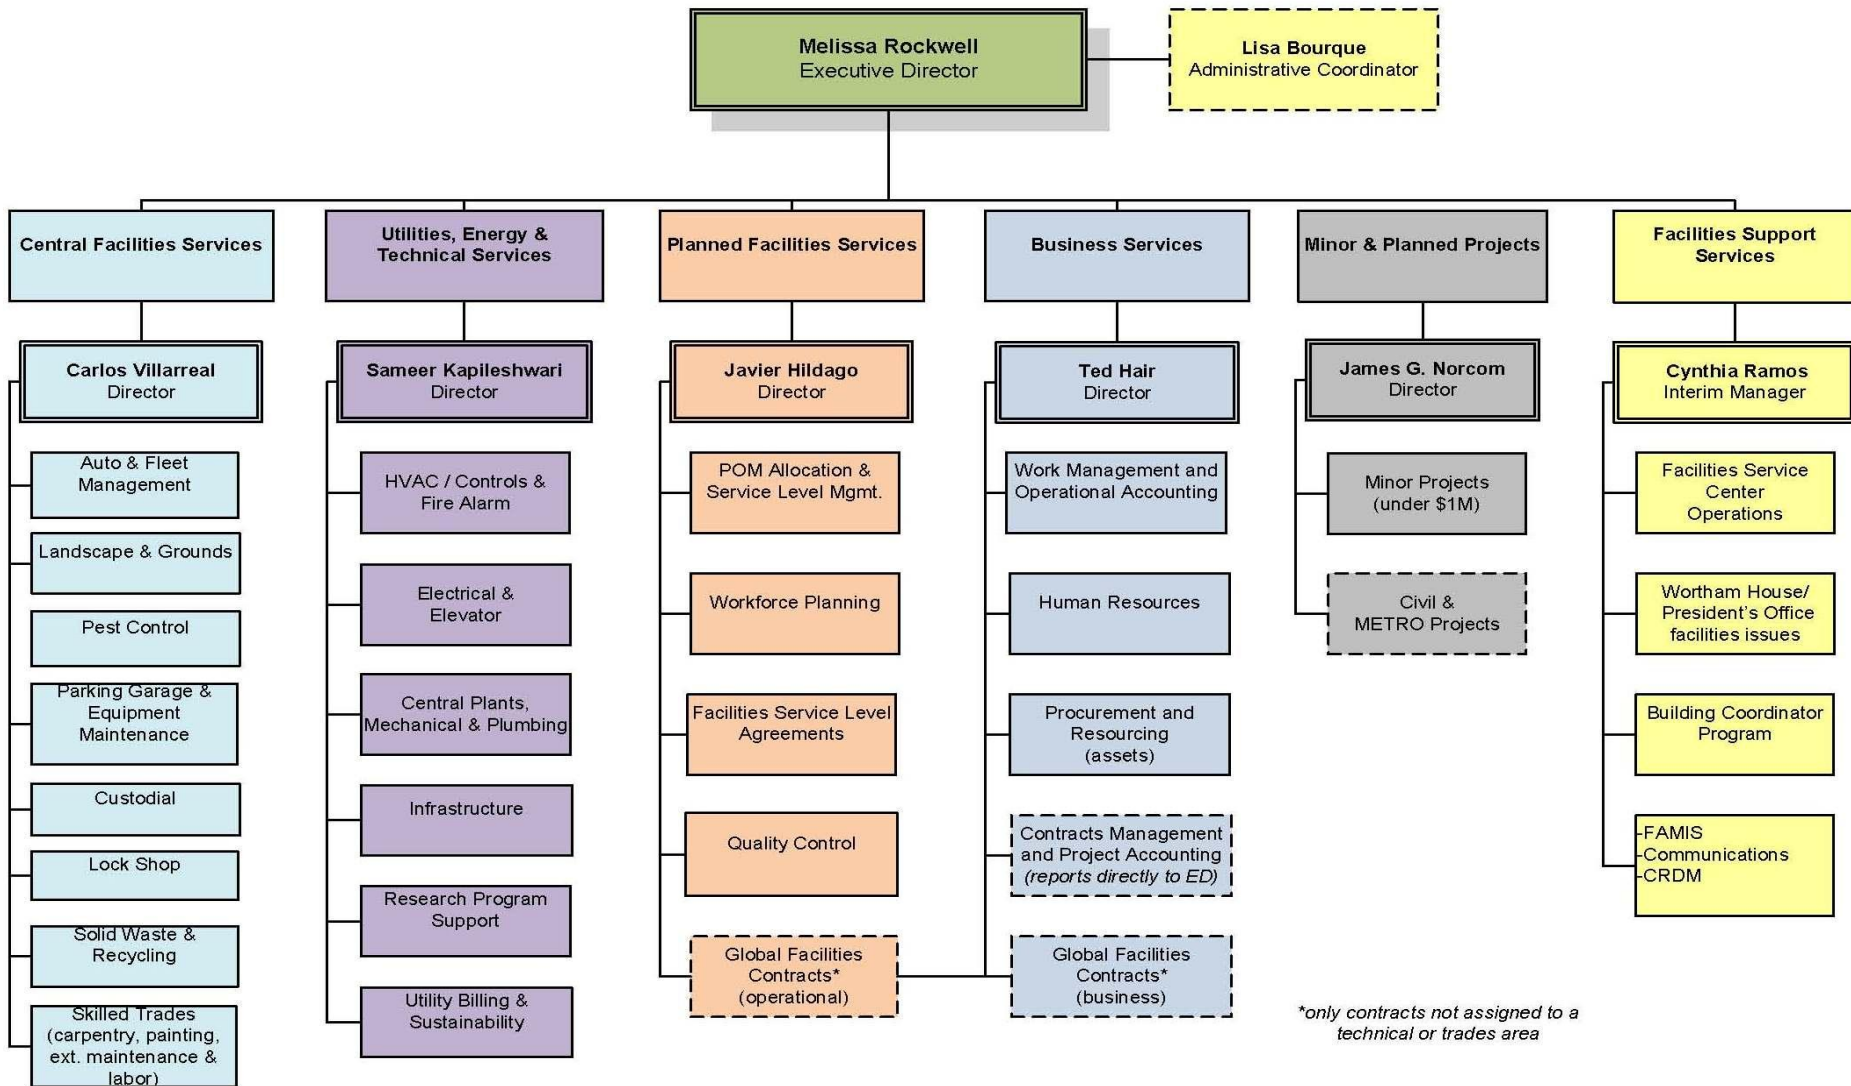 Melissa Rockwell
Executive Director
Lisa Bourque
Administrative Coordinator
Central Facilities Services
Utilities, Energy &
Technical Services
Planned Facilities Services
Business Services
Minor & Planned Projects
Facilities Support
Services
Carlos Villarreal
Director
Sameer Kapileshwari
Director
Javier Hildago
Director
Ted Hair
Director
James G. Norcom
Director
Cynthia Ramos
Interim Manager
Auto & Fleet
Management
Landscape & Grounds
Pest Control
Parking Garage &
Equipment
Maintenance
Custodial
Lock Shop
Solid Waste &
Recycling
Skilled Trades
(carpentry, painting,
ext. maintenance &
labor)
HVAC / Controls &
Fire Alarm
Electrical &
Elevator
Central Plants,
Mechanical & Plumbing
Infrastructure
Research Program
Support
Utility Billing &
Sustainability
POM Allocation &
Service Level Mgmt.
Workforce Planning
Facilities Service Level
Agreements
Quality Control
Global Facilities
Contracts*
(operational)
Work Management and
Operational Accounting
Human Resources
Procurement and
Resourcing
(assets)
Contracts Management
and Project Accounting
(reports directly to ED)
Global Facilities
Contracts*
(business)
Minor Projects
(under $1M)
Civil &
METRO Projects
Facilities Service
Center
Operations
Wortham House/
President's Office
facilities issues
Building Coordinator
Program
-FAMIS
-Communications
-CRDM
*only contracts not assigned to a
technical or trades area